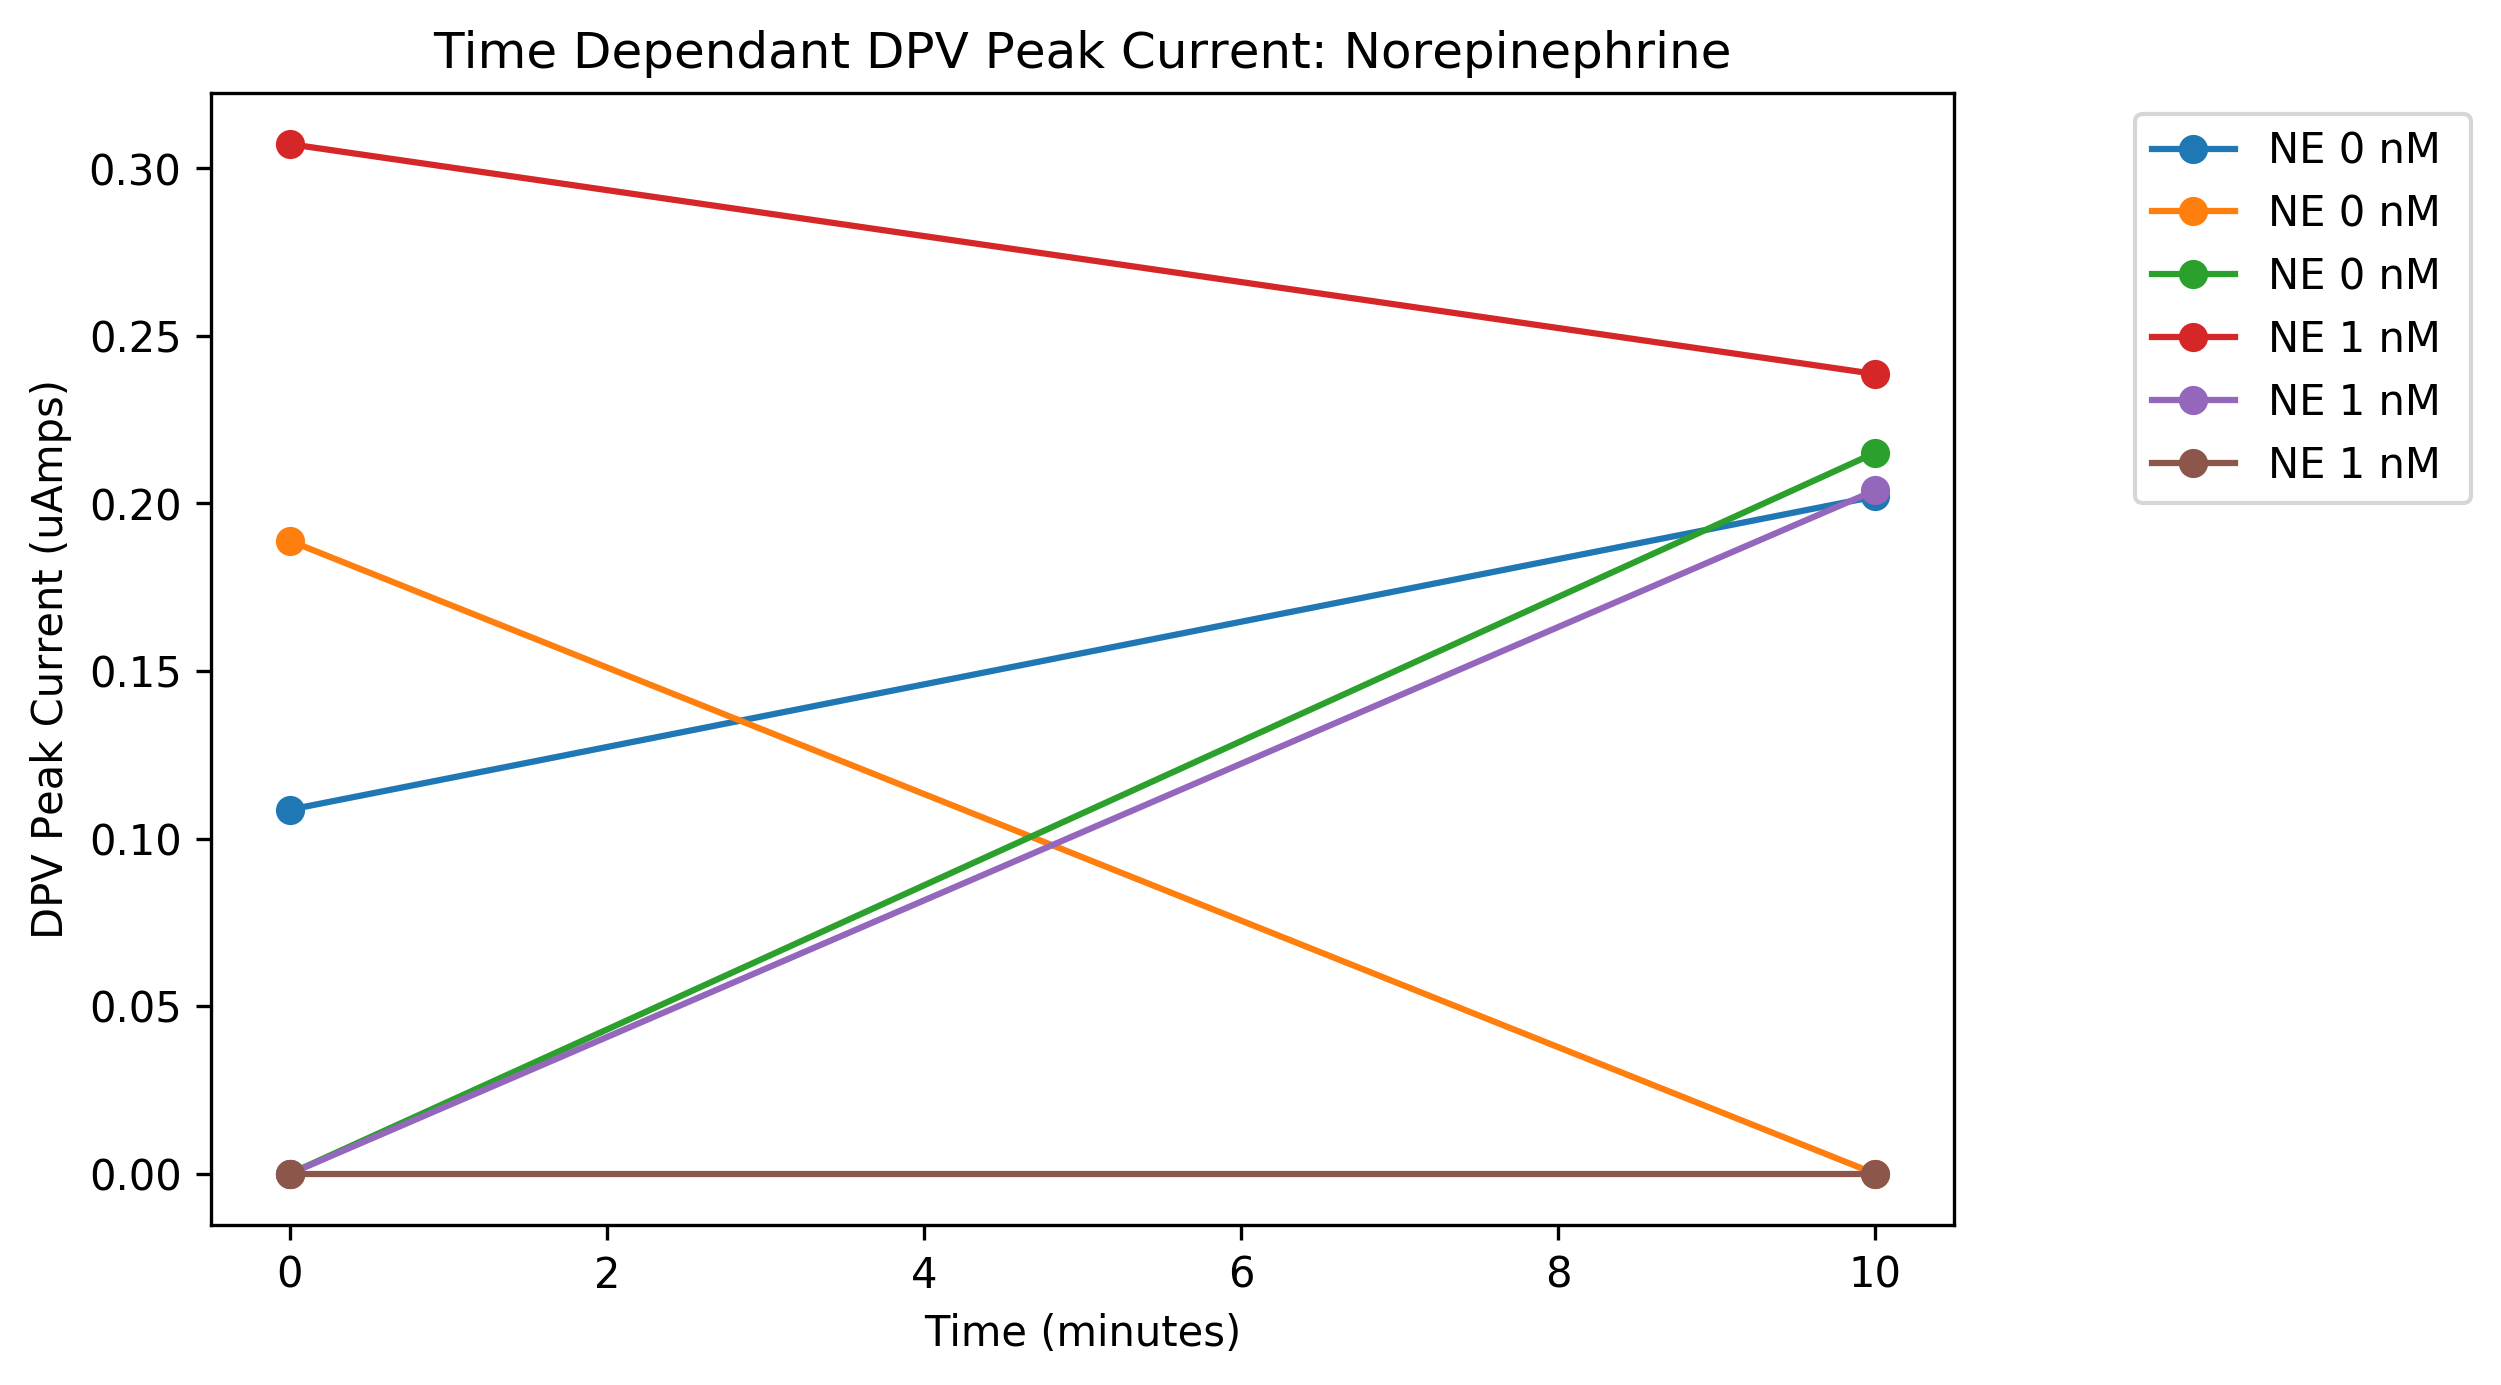 Time Dependant DPV Peak Current: Norepinephrine
DPV Peak Current (uAmps)
0.30
0.25
0.20
0.15
0.10
0.05
0.00
0 2 4 6 8 10
Time (minutes)
NE 0 nM
NE 0 nM
NE 0 nM
NE 1 nM
NE 1 nM
NE 1 nM